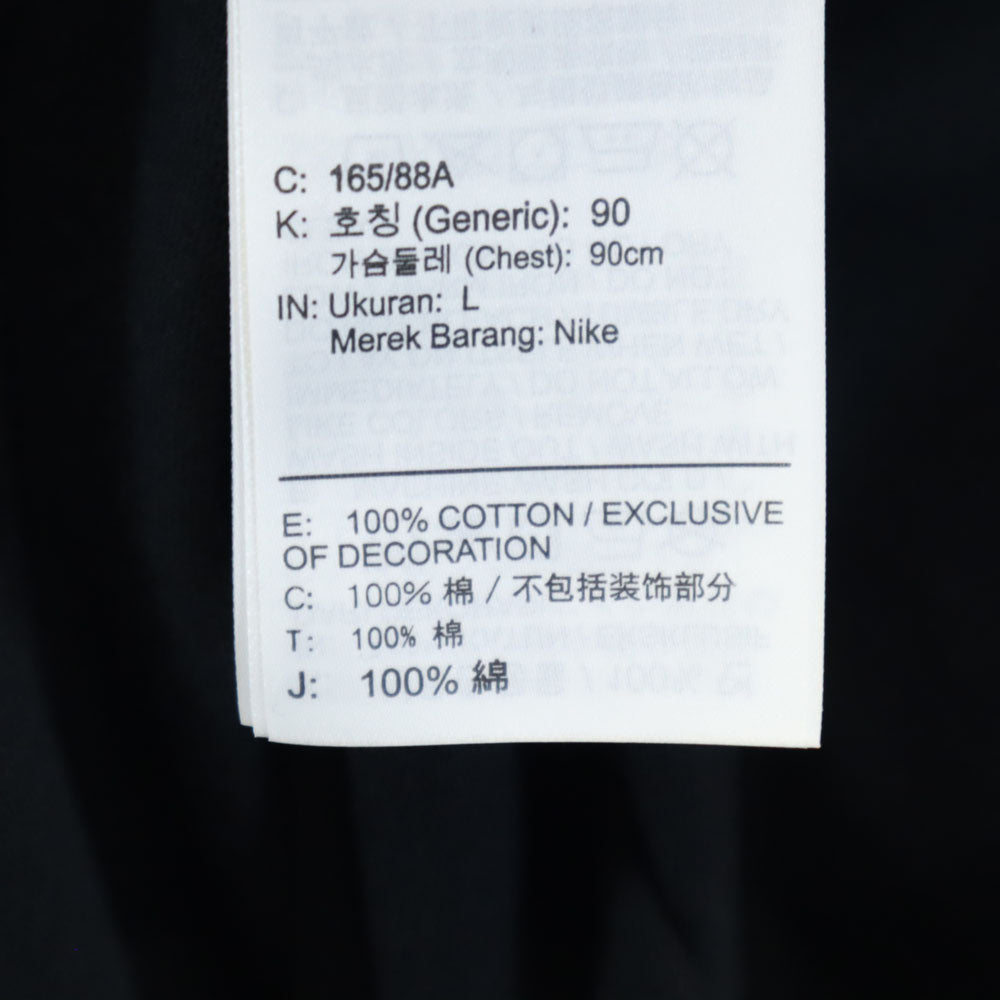 C: 165/88A
K: 호칭 (Generic): 90
가슴둘레 (Chest): 90cm
IN: Ukuran: L
Merek Barang: Nike
E: 100% COTTON / EXCLUSIVE
OF DECORATION
C: 100% 棉 / 不包括装饰部分
T: 100% 棉
J: 100% 綿